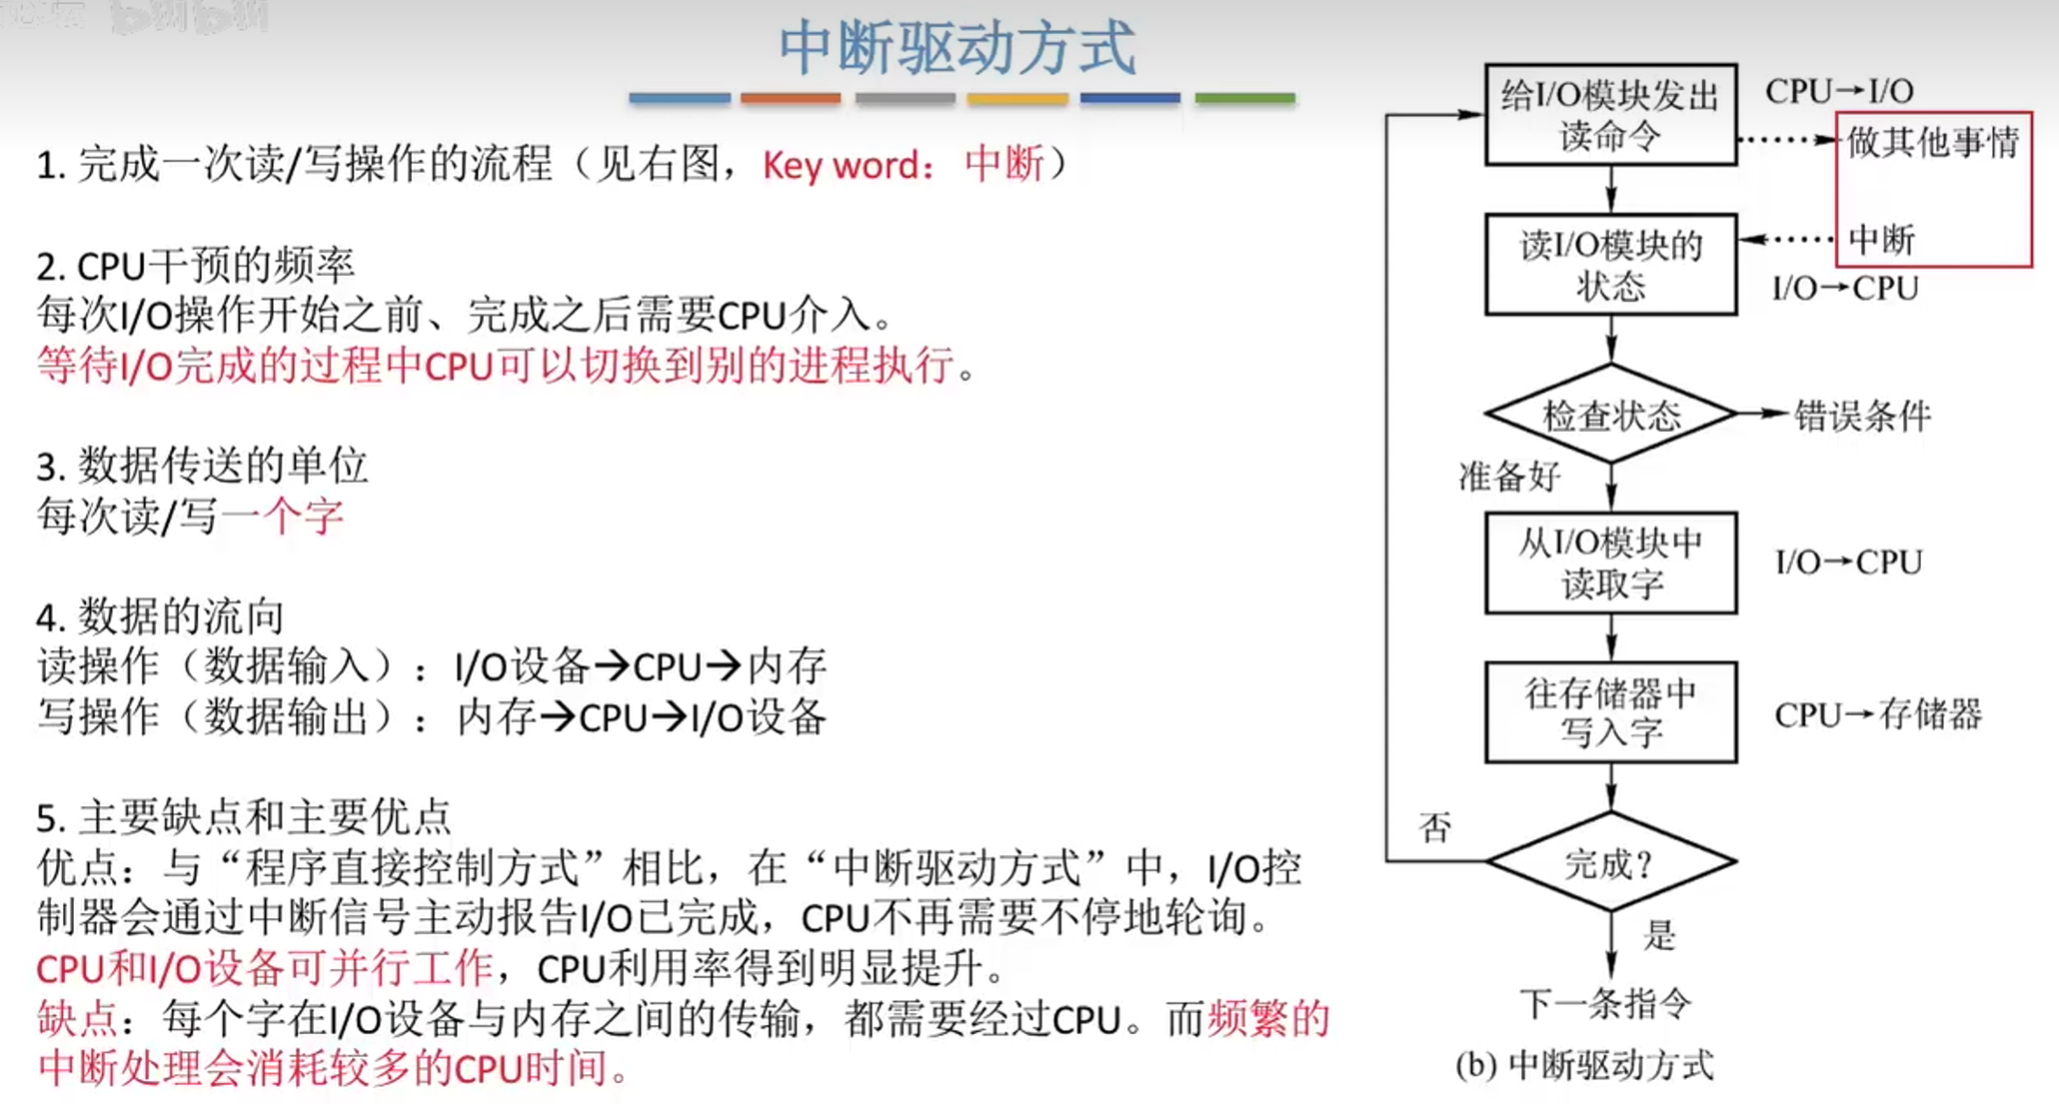 中断驱动方式
1. 完成一次读/写操作的流程（见右图，Key word：中断）
2. CPU干预的频率
每次I/O操作开始之前、完成之后需要CPU介入。
等待I/O完成的过程中CPU可以切换到别的进程执行。
3. 数据传送的单位
每次读/写一个字
4. 数据的流向
读操作（数据输入）：I/O设备→CPU→内存
写操作（数据输出）：内存→CPU→I/O设备
5. 主要缺点和主要优点
优点：与“程序直接控制方式”相比，在“中断驱动方式”中，I/O控
制器会通过中断信号主动报告I/O已完成，CPU不再需要不停地轮询。
CPU和I/O设备可并行工作，CPU利用率得到明显提升。
缺点：每个字在I/O设备与内存之间的传输，都需要经过CPU。而频繁的
中断处理会消耗较多的CPU时间。
给I/O模块发出
读命令
CPU→I/O
做其他事情
读I/O模块的
状态
中断
I/O→CPU
检查状态
错误条件
准备好
从I/O模块中
读取字
I/O→CPU
往存储器中
写入字
CPU→存储器
否
完成?
是
下一条指令
(b) 中断驱动方式